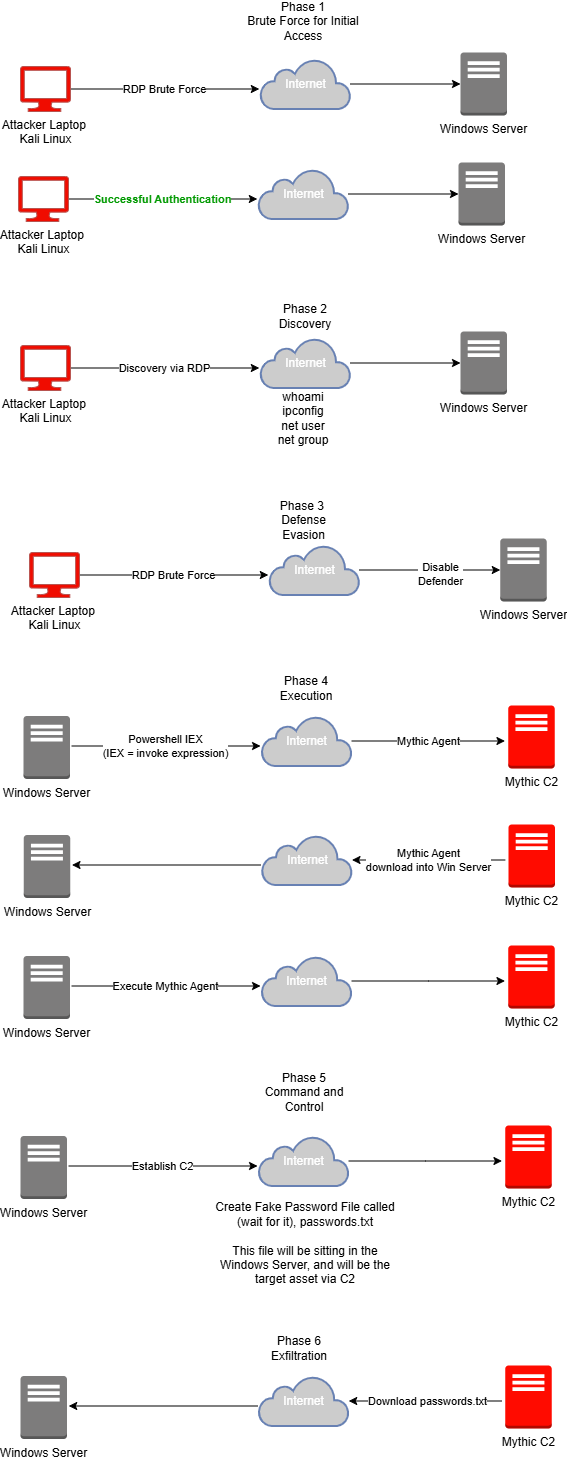 Phase 1
Brute Force for Initial
Access
RDP Brute Force
Internet
Attacker Laptop
Kali Linux
Windows Server
Successful Authentication
Internet
Attacker Laptop
Kali Linux
Windows Server
Phase 2
Discovery
Discovery via RDP
Internet
Attacker Laptop
Kali Linux
Windows Server
whoami
ipconfig
net user
net group
Phase 3
Defense
Evasion
RDP Brute Force
Internet
Disable
Defender
Attacker Laptop
Kali Linux
Windows Server
Phase 4
Execution
Powershell IEX
(IEX = invoke expression)
Internet
Mythic Agent
Windows Server
Mythic C2
Internet
Mythic Agent
download into Win Server
Windows Server
Mythic C2
Execute Mythic Agent
Internet
Windows Server
Mythic C2
Phase 5
Command and
Control
Establish C2
Internet
Windows Server
Mythic C2
Create Fake Password File called
(wait for it), passwords.txt
This file will be sitting in the
Windows Server, and will be the
target asset via C2
Phase 6
Exfiltration
Internet
Download passwords.txt
Windows Server
Mythic C2